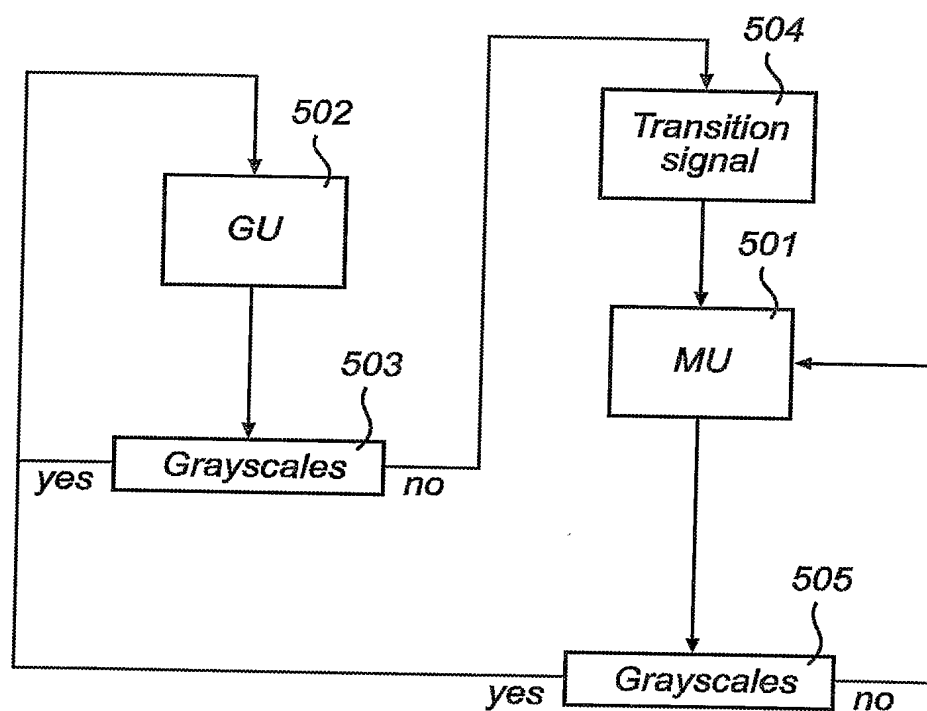 504
Transition
signal
502
GU
501
MU
503
Grayscales
yes
no
505
Grayscales
yes
no